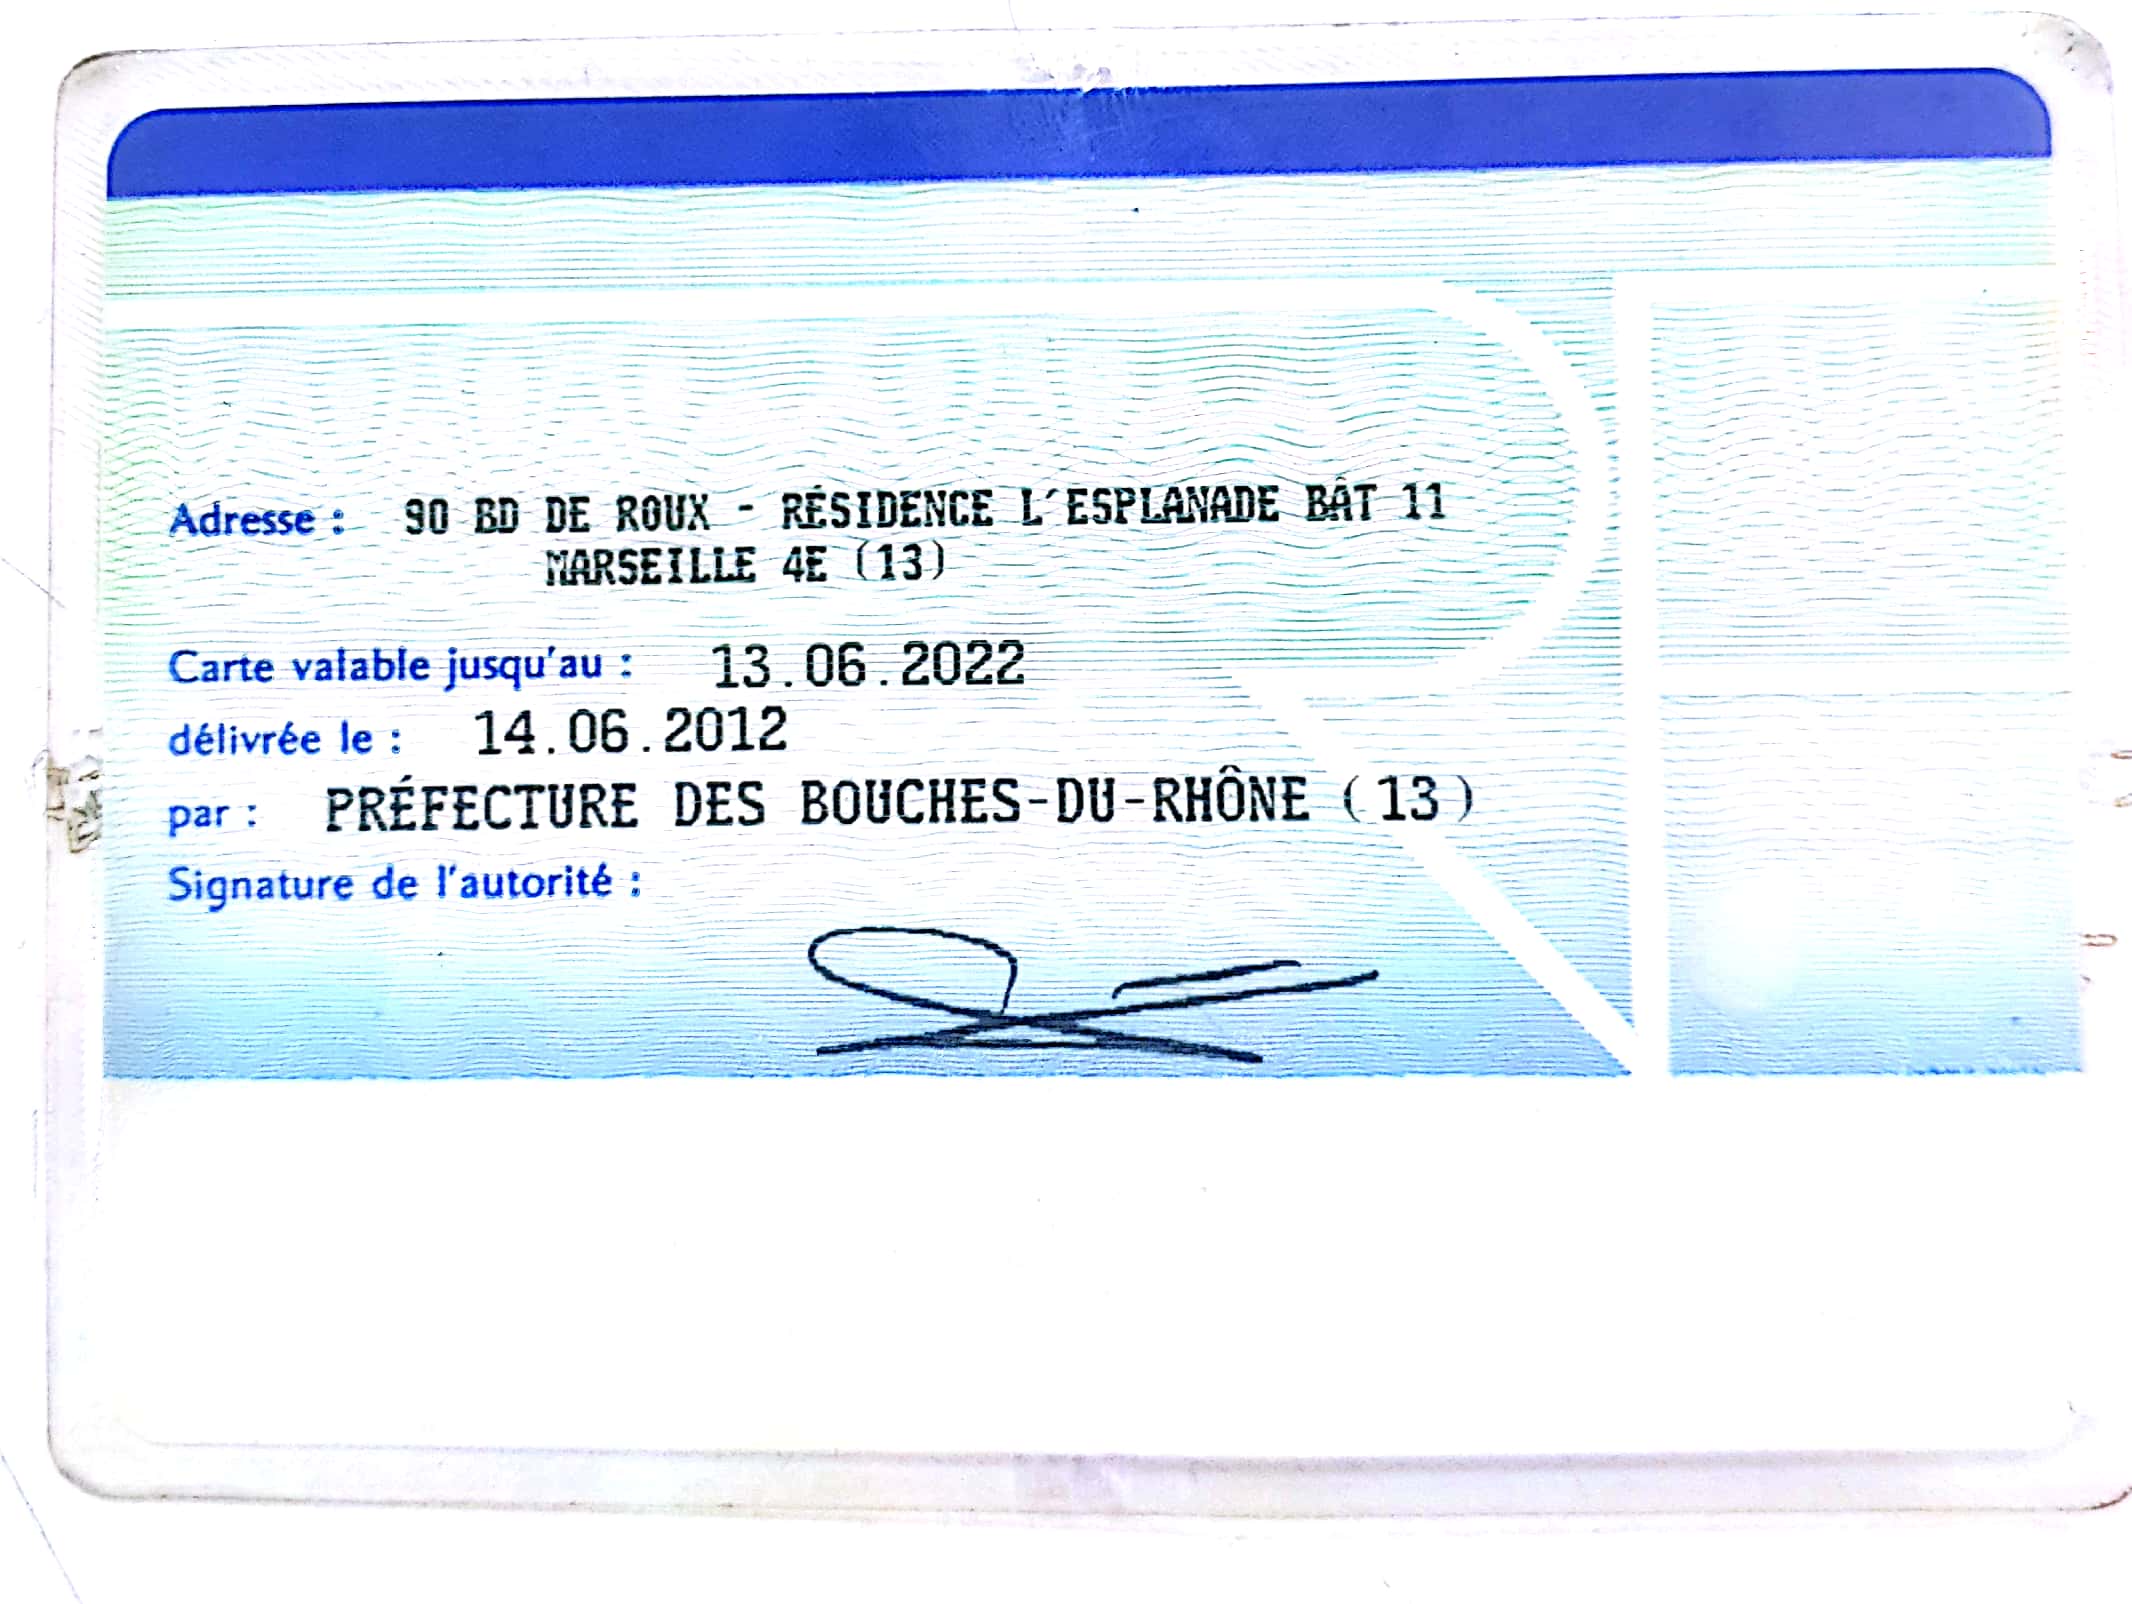 Adresse : 90 BD DE ROUX - RÉSIDENCE L'ESPLANADE BÂT 11
MARSEILLE 4E (13)
Carte valable jusqu'au : 13.06.2022
délivrée le : 14.06.2012
par : PRÉFECTURE DES BOUCHES-DU-RHÔNE (13)
Signature de l'autorité :